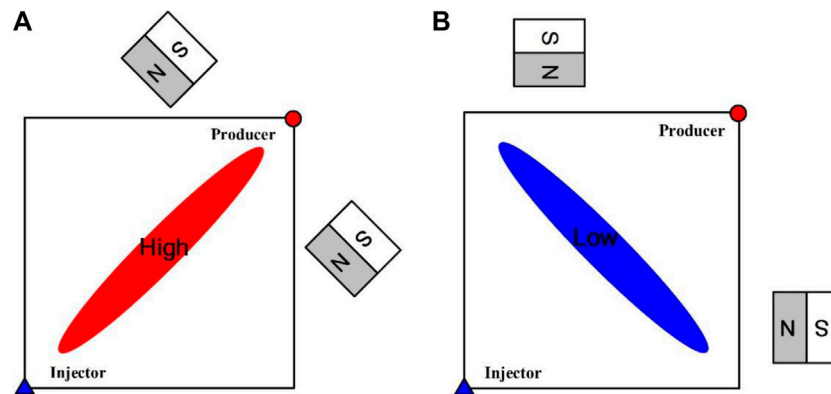 A
S
N
Producer
High
S
N
Injector
B
S
N
Producer
Low
N S
Injector